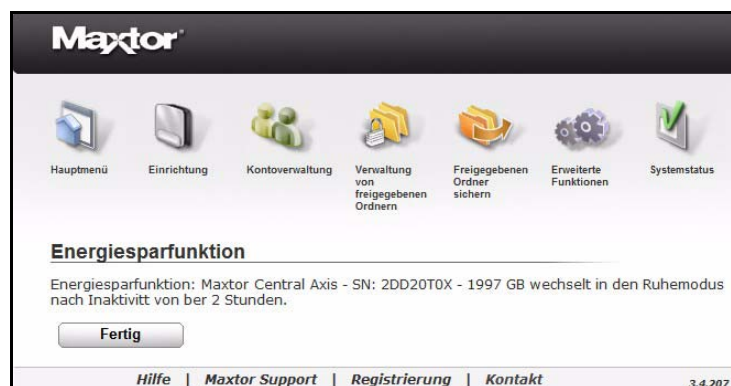 Maxtor
Hauptmenü
Einrichtung
Kontoverwaltung
Verwaltung
von
freigegebenen
Ordnern
Freigegebenen
Ordner
sichern
Erweiterte
Funktionen
Systemstatus
Energiesparfunktion
Energiesparfunktion: Maxtor Central Axis - SN: 2DD20T0X - 1997 GB wechselt in den Ruhemodus
nach Inaktivitt von ber 2 Stunden.
Fertig
Hilfe | Maxtor Support | Registrierung | Kontakt
3.4.207